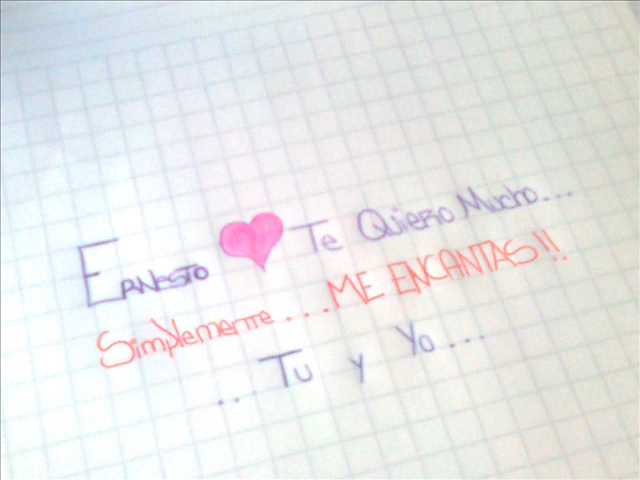 Ernesto Te Quiero Mucho...
Simplemente...ME ENCANTAS!!
...Tu y Yo...